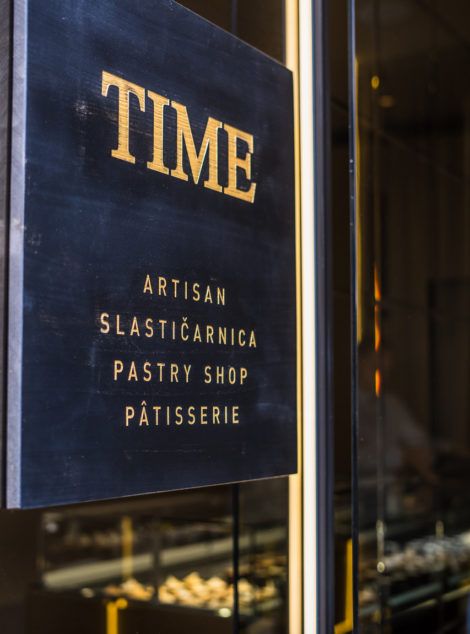 TIME
ARTISAN
SLASTIČARNICA
PASTRY SHOP
PÂTISSERIE